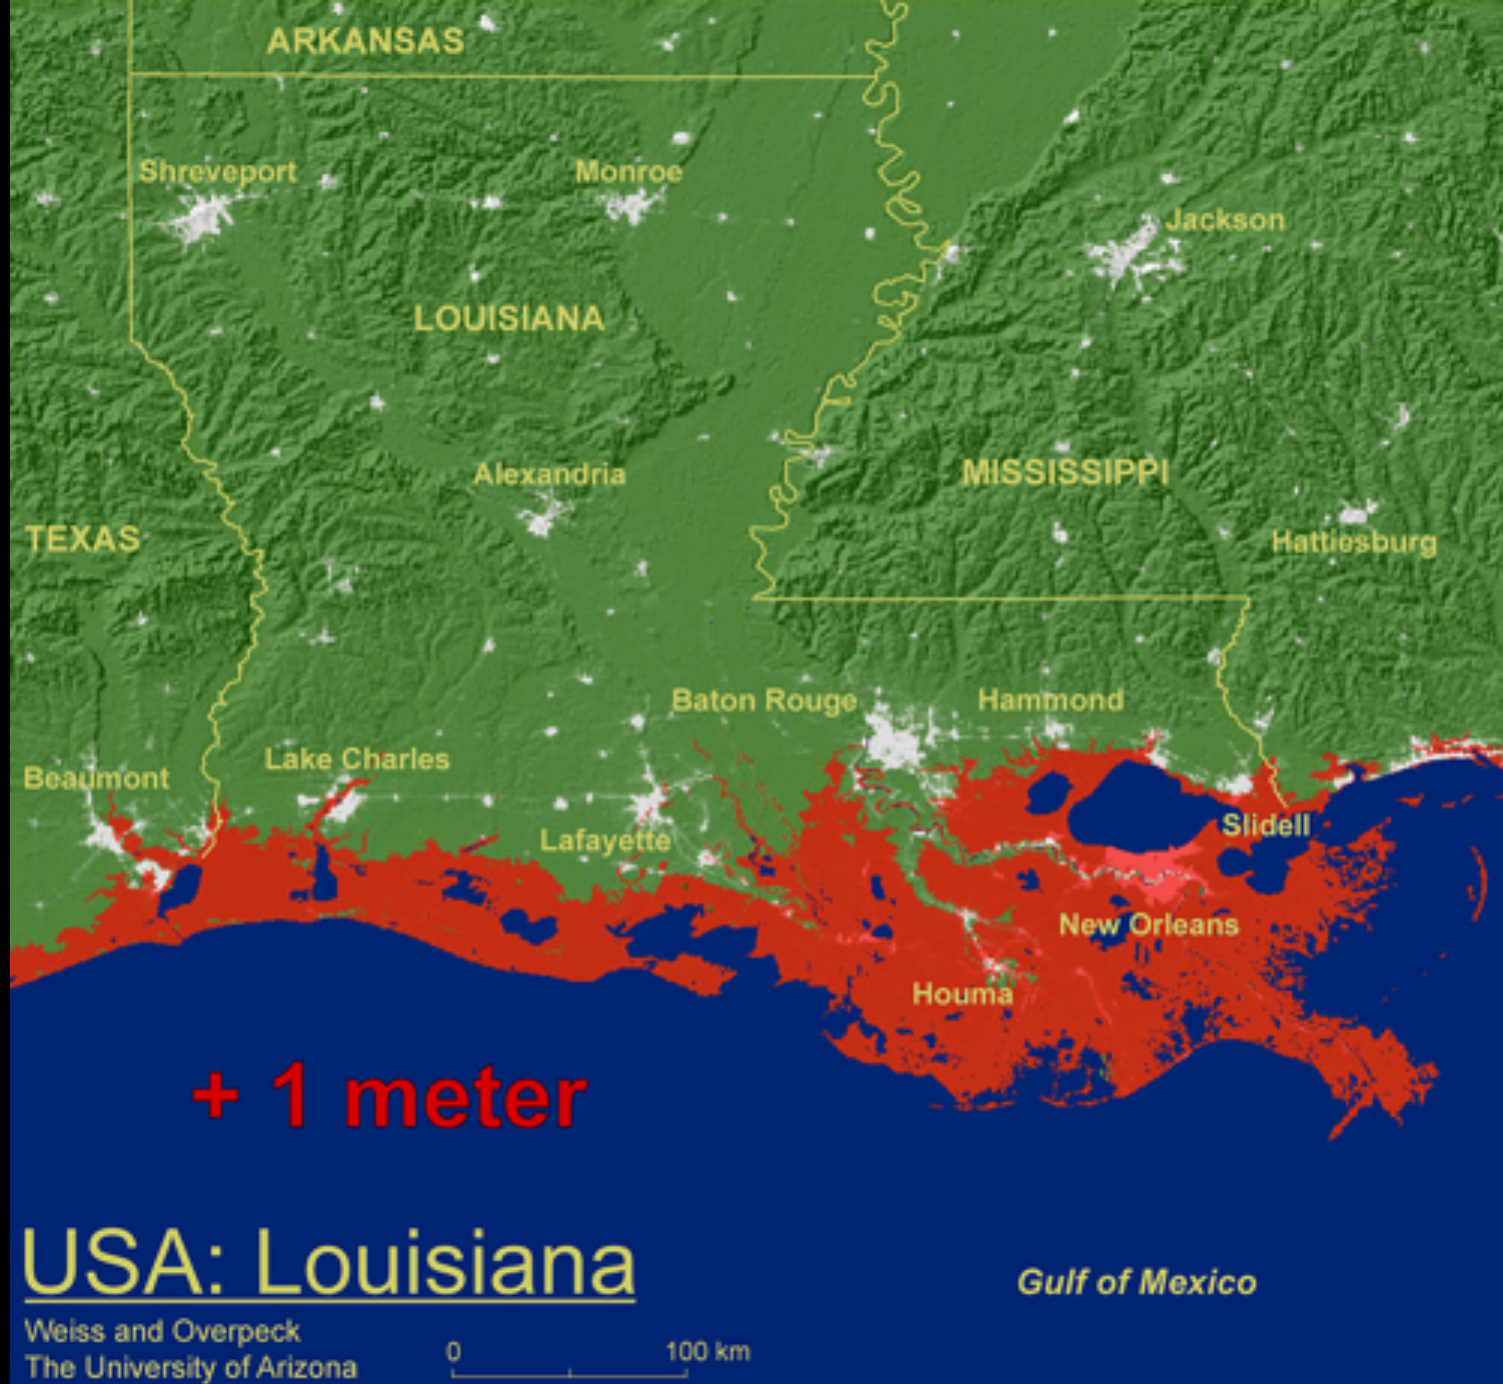 ARKANSAS
Shreveport
Monroe
Jackson
LOUISIANA
Alexandria
MISSISSIPPI
TEXAS
Hattiesburg
Baton Rouge
Hammond
Lake Charles
Beaumont
Slidell
Lafayette
New Orleans
Houma
+ 1 meter
USA: Louisiana
Gulf of Mexico
Weiss and Overpeck
The University of Arizona
0 100 km